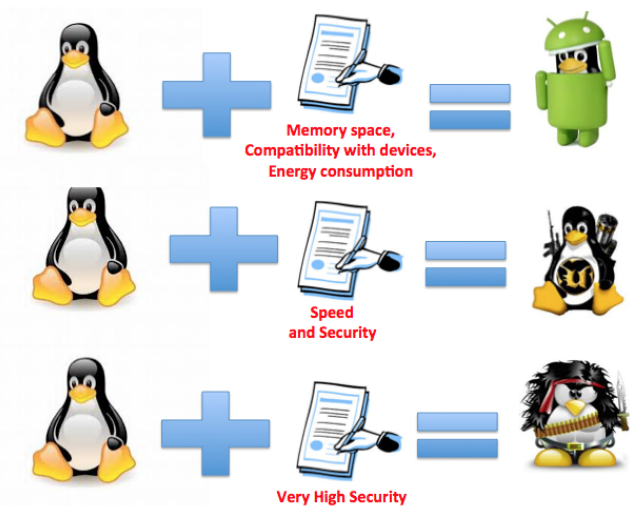 Memory space,
Compatibility with devices,
Energy consumption
Speed
and Security
Very High Security